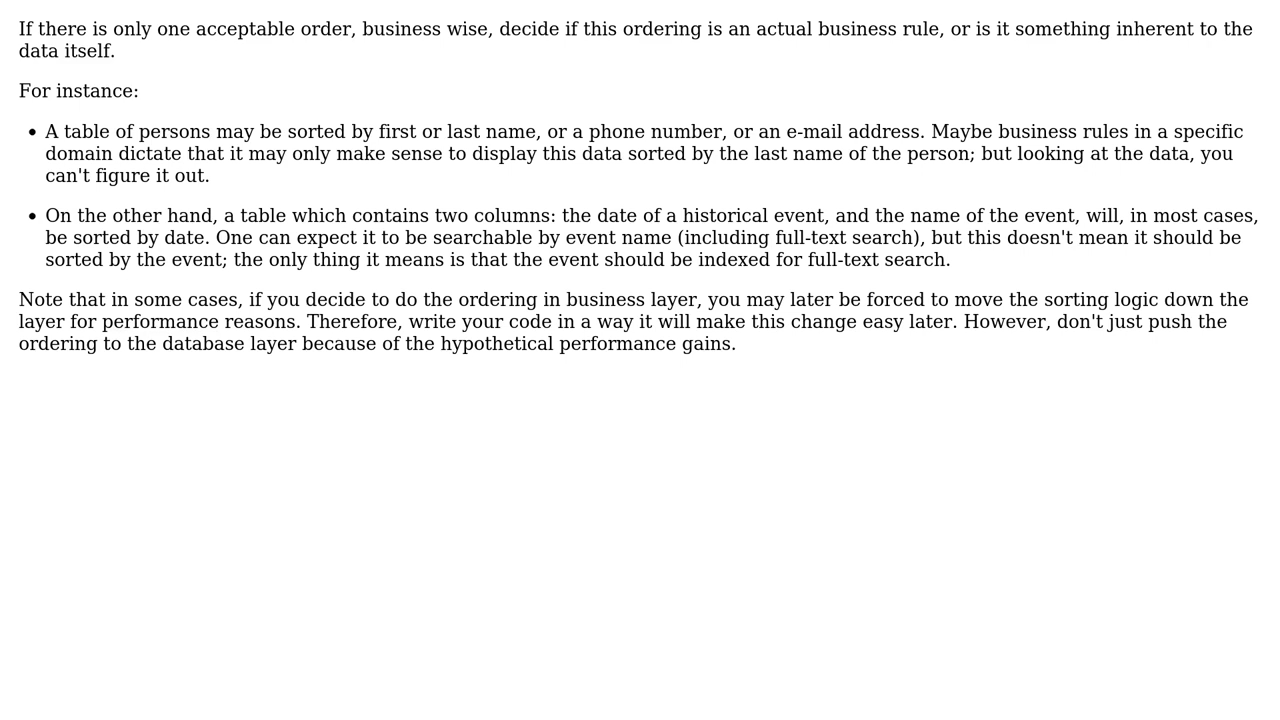 If there is only one acceptable order, business wise, decide if this ordering is an actual business rule, or is it something inherent to the
data itself.
For instance:
• A table of persons may be sorted by first or last name, or a phone number, or an e-mail address. Maybe business rules in a specific
domain dictate that it may only make sense to display this data sorted by the last name of the person; but looking at the data, you
can't figure it out.
• On the other hand, a table which contains two columns: the date of a historical event, and the name of the event, will, in most cases,
be sorted by date. One can expect it to be searchable by event name (including full-text search), but this doesn't mean it should be
sorted by the event; the only thing it means is that the event should be indexed for full-text search.
Note that in some cases, if you decide to do the ordering in business layer, you may later be forced to move the sorting logic down the
layer for performance reasons. Therefore, write your code in a way it will make this change easy later. However, don't just push the
ordering to the database layer because of the hypothetical performance gains.